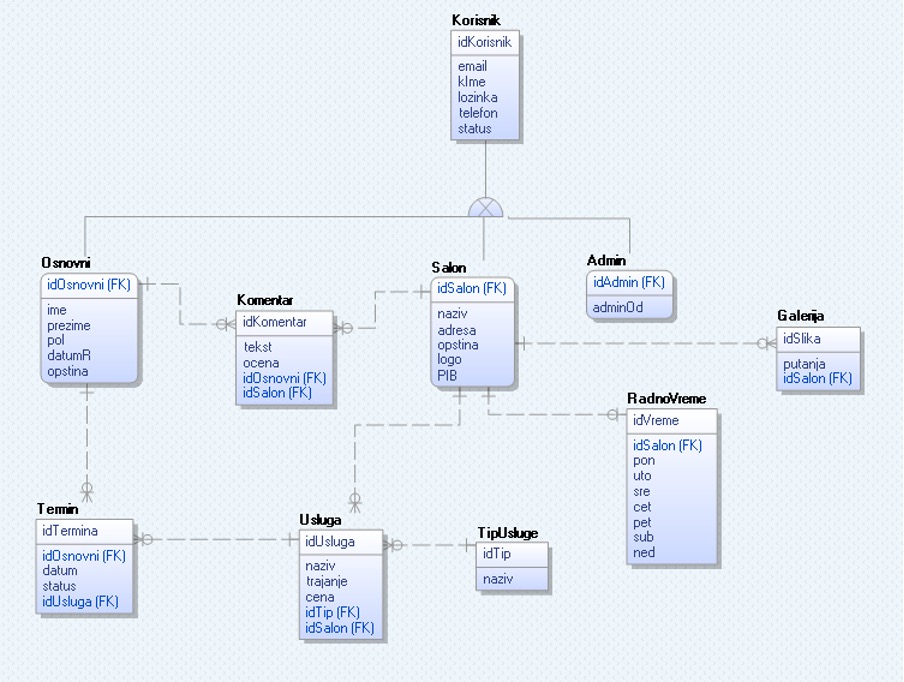 Korisnik
idKorisnik
email
kIme
lozinka
telefon
status
Osnovni
idOsnovni (FK)
ime
prezime
pol
datumR
opstina
Komentar
idKomentar
tekst
ocena
idOsnovni (FK)
idSalon (FK)
Salon
idSalon (FK)
naziv
adresa
opstina
logo
PIB
Admin
idAdmin (FK)
adminOd
Galerija
idSlika
putanja
idSalon (FK)
RadnoVreme
idVreme
idSalon (FK)
pon
uto
sre
cet
pet
sub
ned
Termin
idTermina
idOsnovni (FK)
datum
status
idUsluga (FK)
Usluga
idUsluga
naziv
trajanje
cena
idTip (FK)
idSalon (FK)
TipUsluge
idTip
naziv